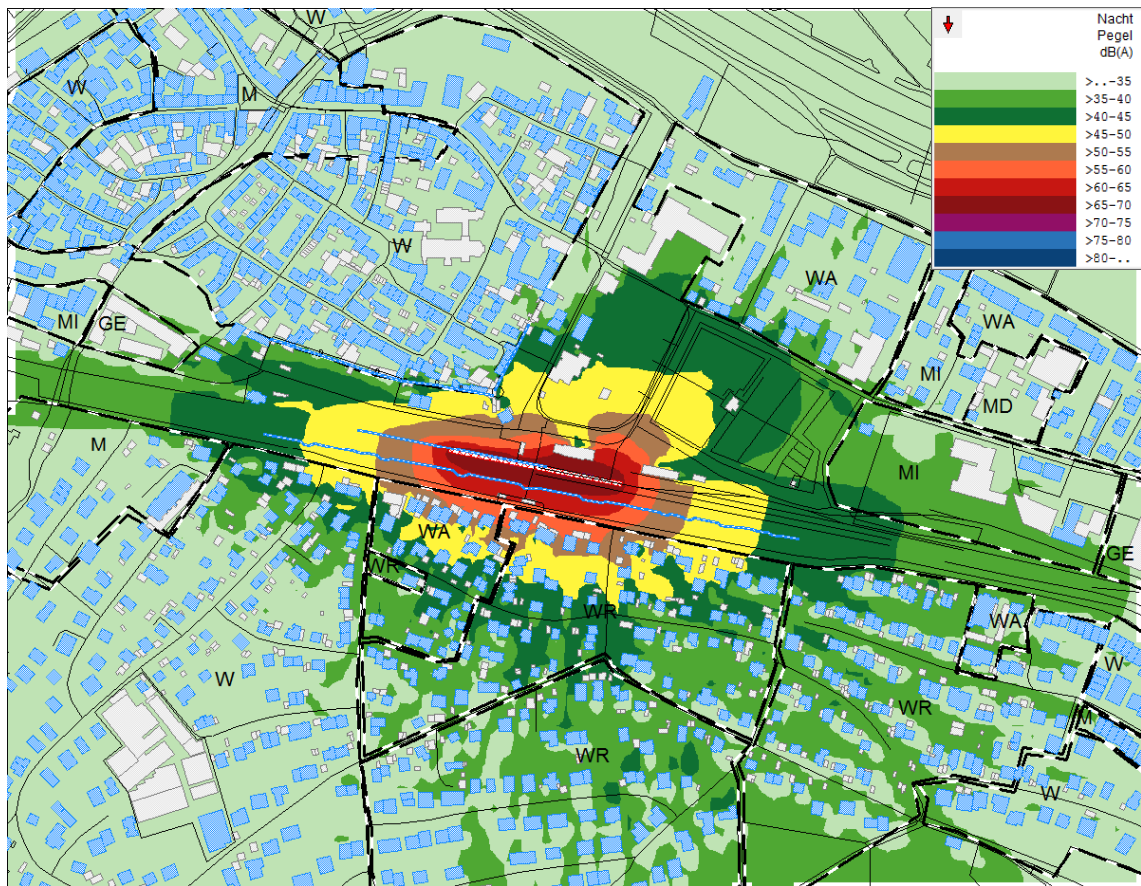 Nacht
Pegel
dB(A)
>..-35
>35-40
>40-45
>45-50
>50-55
>55-60
>60-65
>65-70
>70-75
>75-80
>80-..
W
W
M
W
WA
WA
MI
GE
MI
MD
M
MI
WA
WR
GE
WR
WA
W
W
WR
M
WR
W